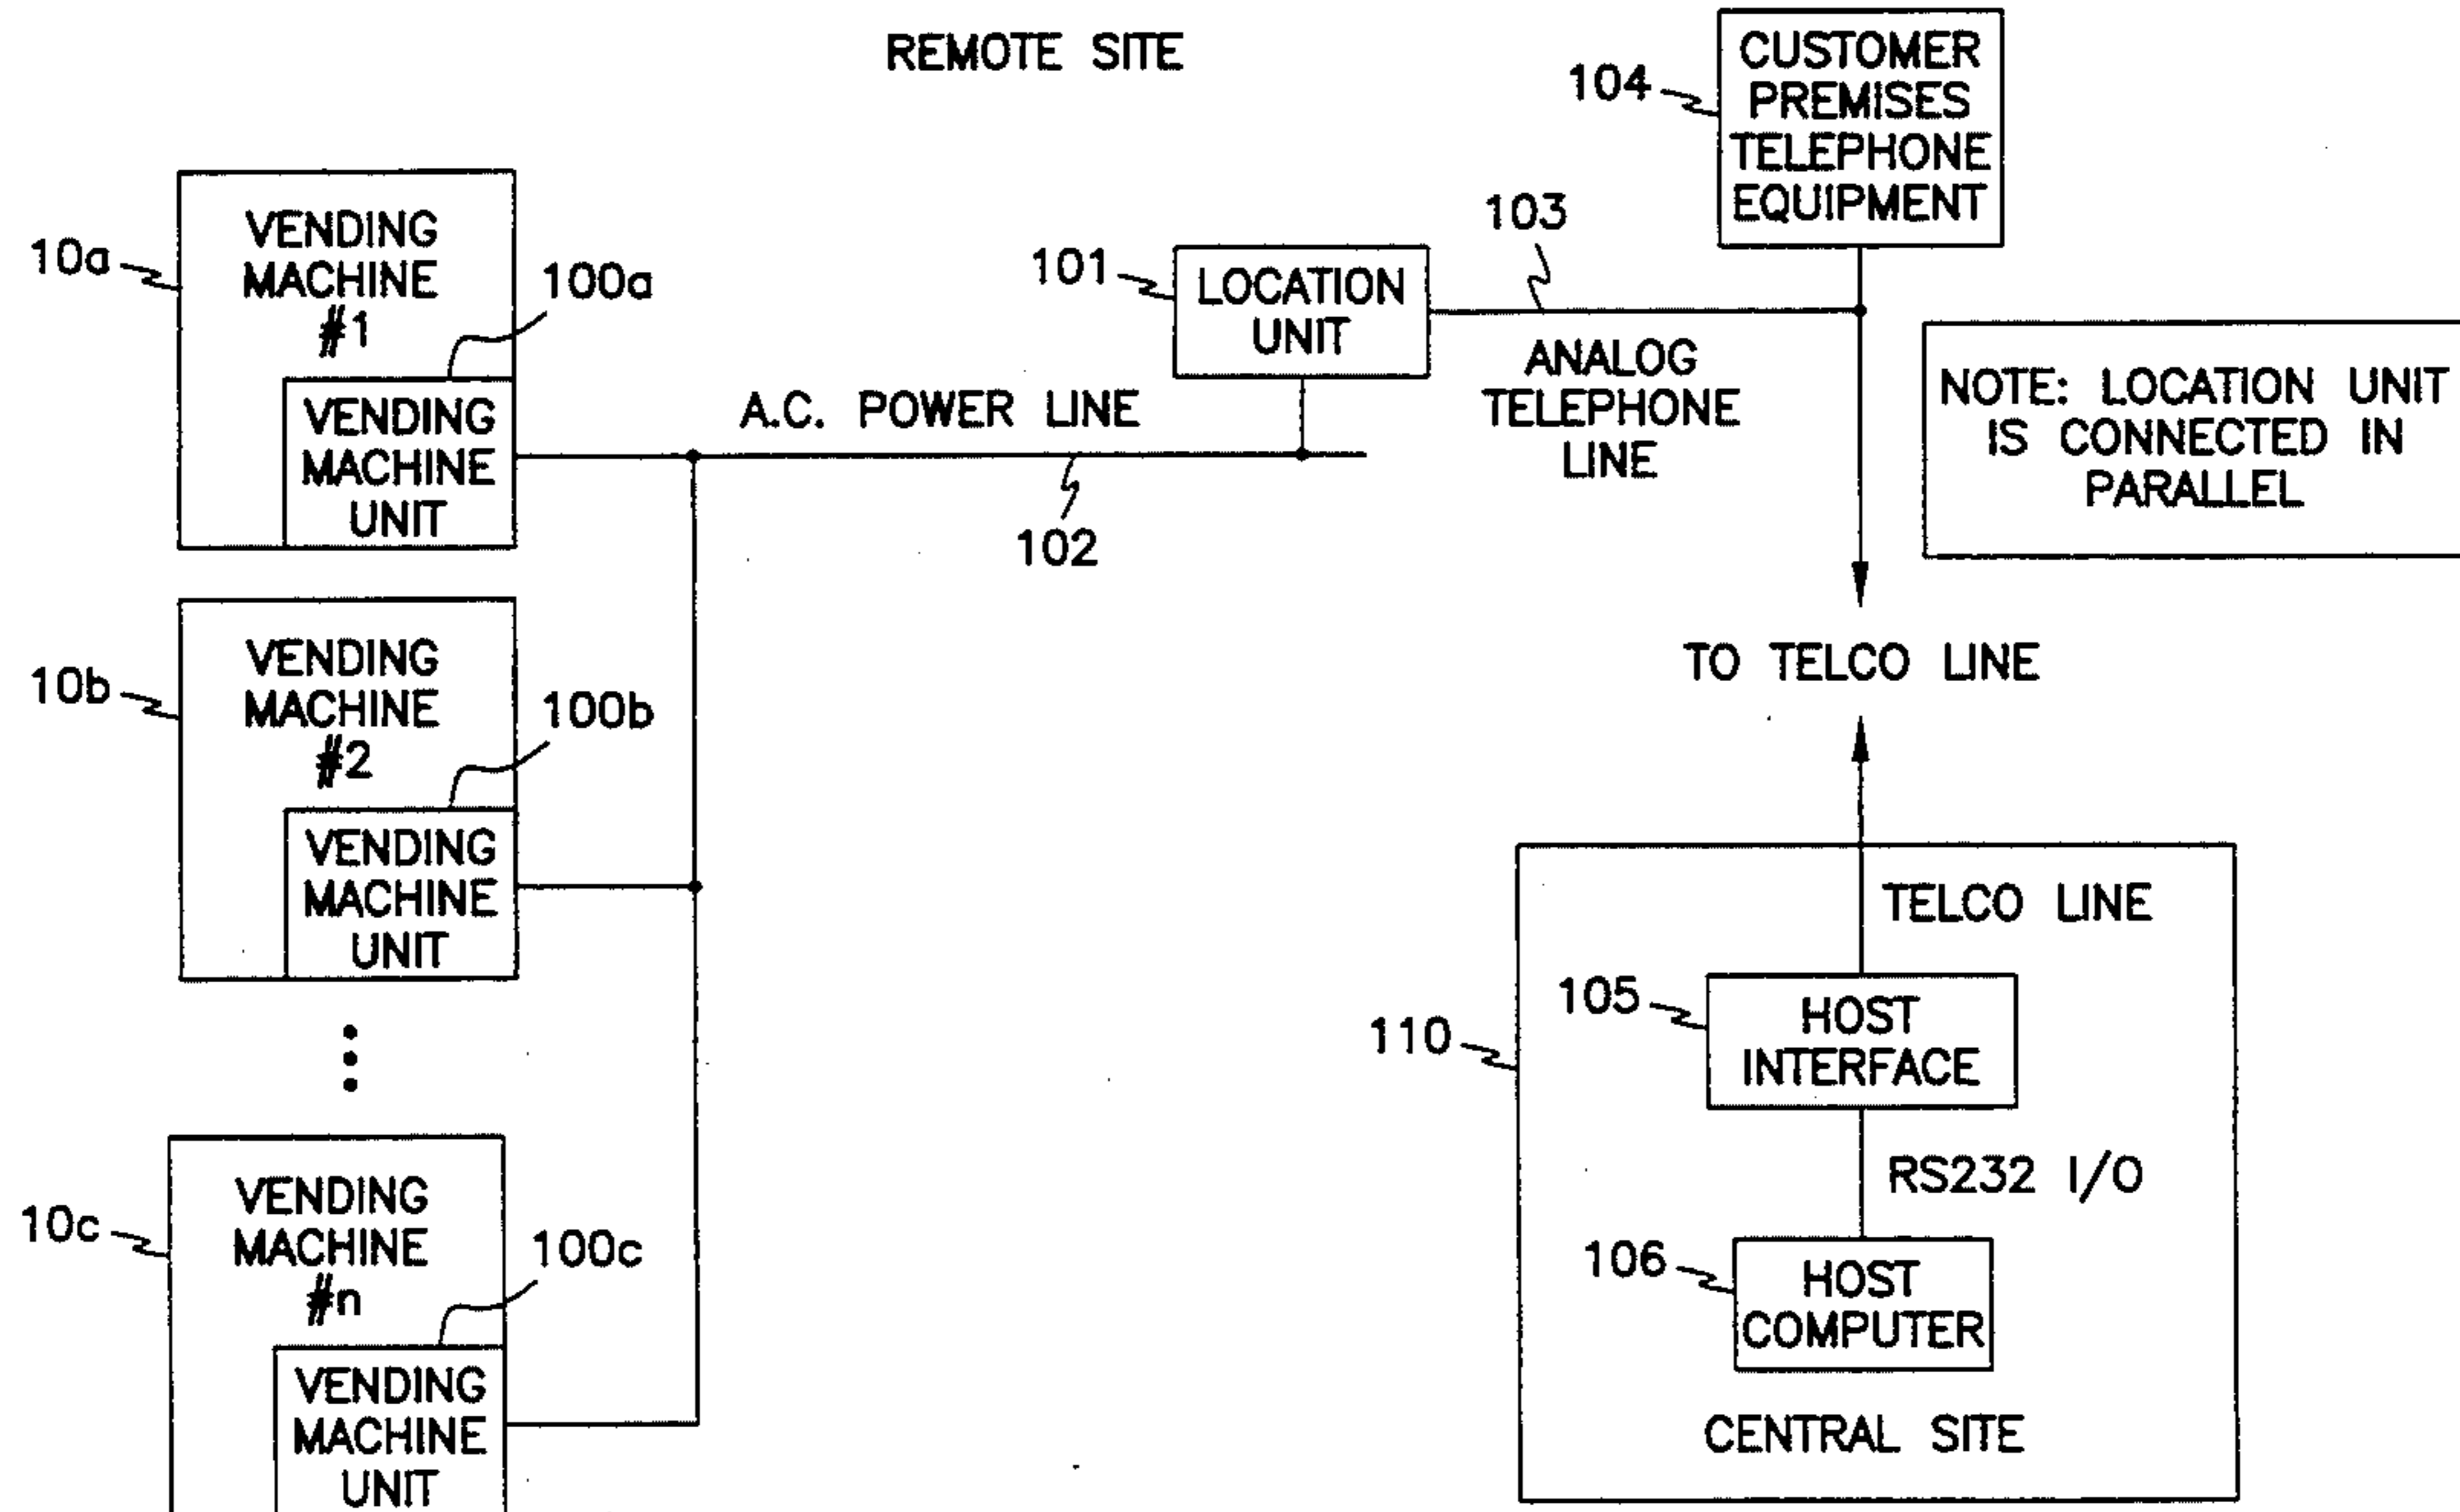 REMOTE SITE
10a
VENDING
MACHINE
#1
100a
VENDING
MACHINE
UNIT
10b
VENDING
MACHINE
#2
100b
VENDING
MACHINE
UNIT
10c
VENDING
MACHINE
#n
100c
VENDING
MACHINE
UNIT
A.C. POWER LINE
102
101
LOCATION
UNIT
103
ANALOG
TELEPHONE
LINE
104
CUSTOMER
PREMISES
TELEPHONE
EQUIPMENT
NOTE: LOCATION UNIT
IS CONNECTED IN
PARALLEL
TO TELCO LINE
110
TELCO LINE
105
HOST
INTERFACE
RS232 I/O
106
HOST
COMPUTER
CENTRAL SITE